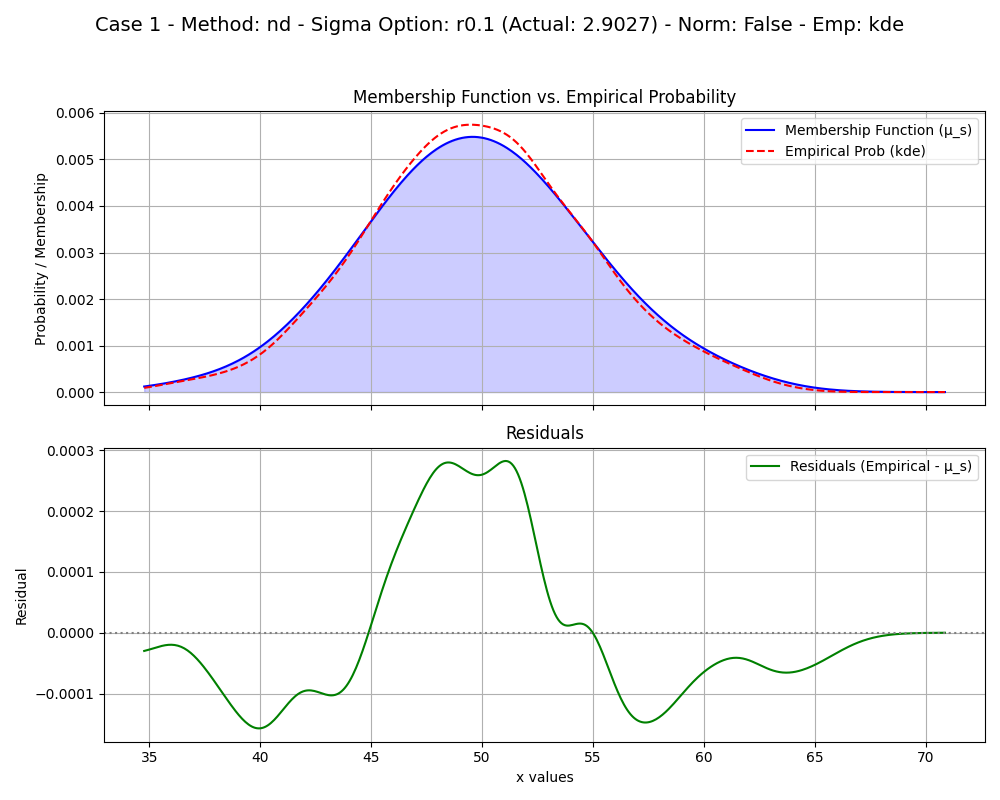 Case 1 - Method: nd - Sigma Option: r0.1 (Actual: 2.9027) - Norm: False - Emp: kde
Membership Function vs. Empirical Probability
0.006
0.005
0.004
0.003
0.002
0.001
0.000
Probability / Membership
Membership Function (μ_s)
Empirical Prob (kde)
Residuals
0.0003
0.0002
0.0001
0.0000
−0.0001
Residual
Residuals (Empirical - μ_s)
35 40 45 50 55 60 65 70
x values